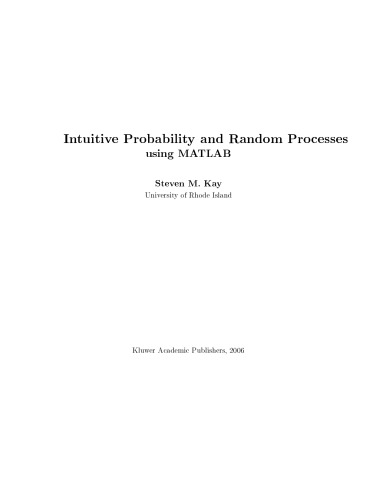 Intuitive Probability and Random Processes
using MATLAB
Steven M. Kay
University of Rhode Island
Kluwer Academic Publishers, 2006